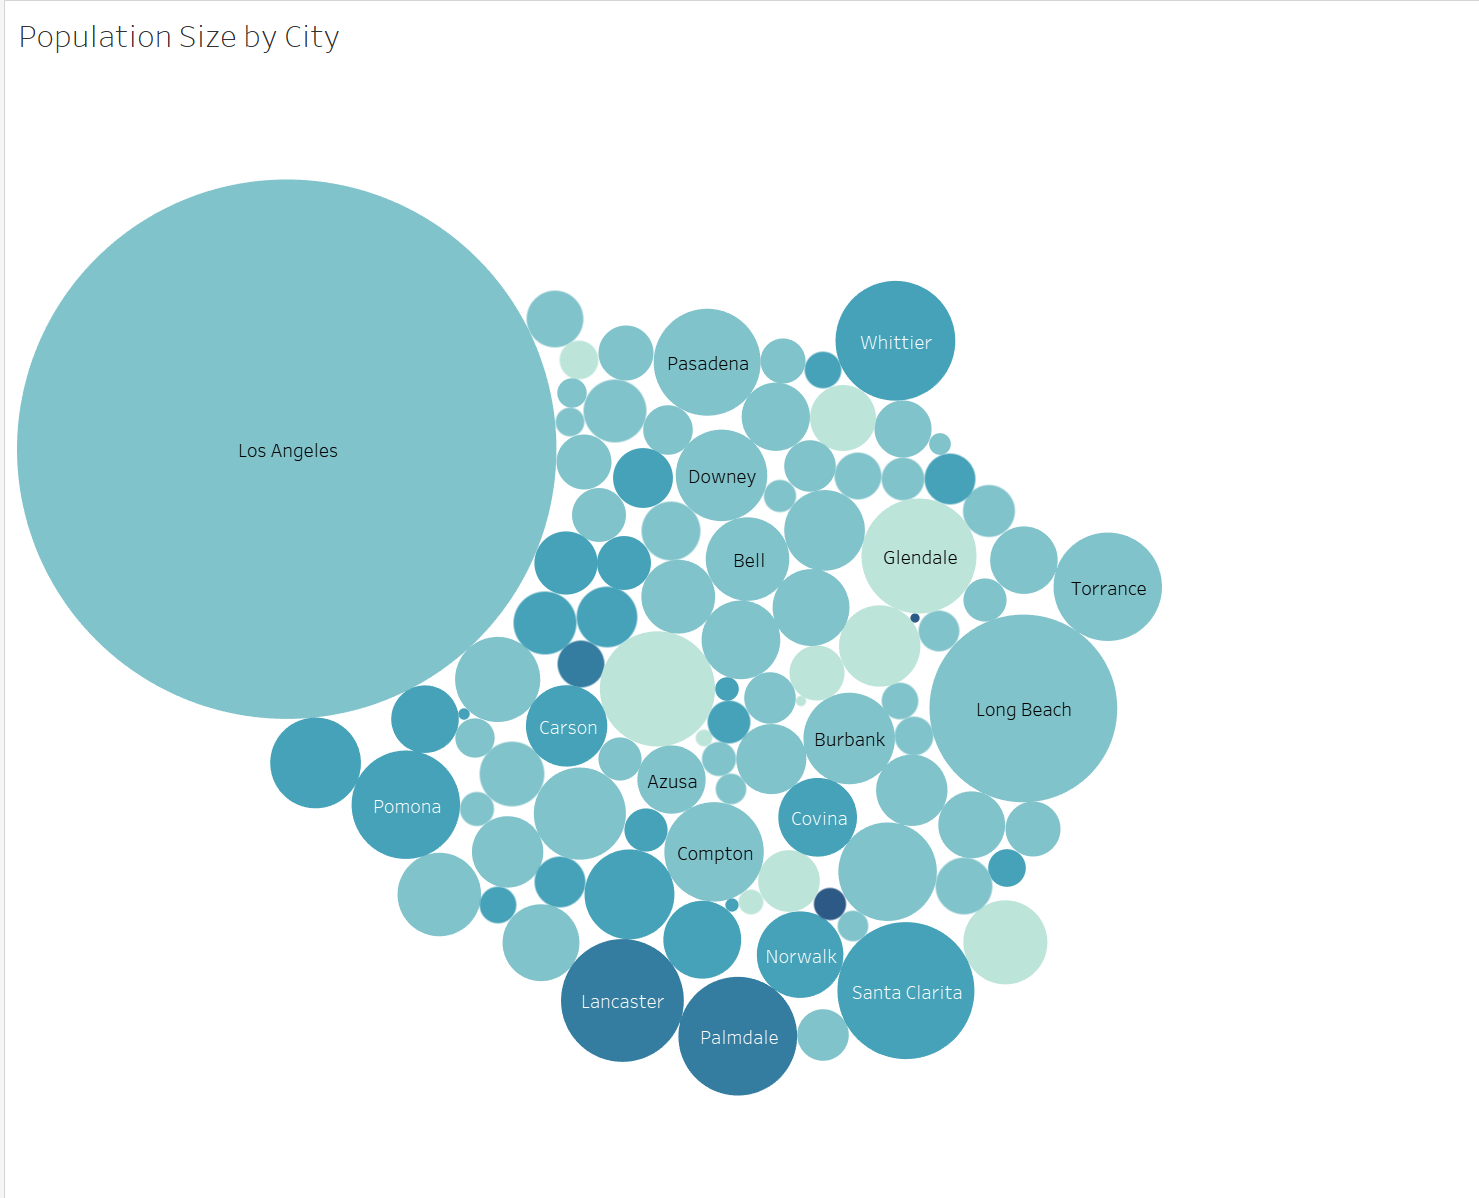 Population Size by City
Whittier
Pasadena
Los Angeles
Downey
Glendale
Bell
Torrance
Long Beach
Carson
Burbank
Azusa
Pomona
Covina
Compton
Norwalk
Santa Clarita
Lancaster
Palmdale